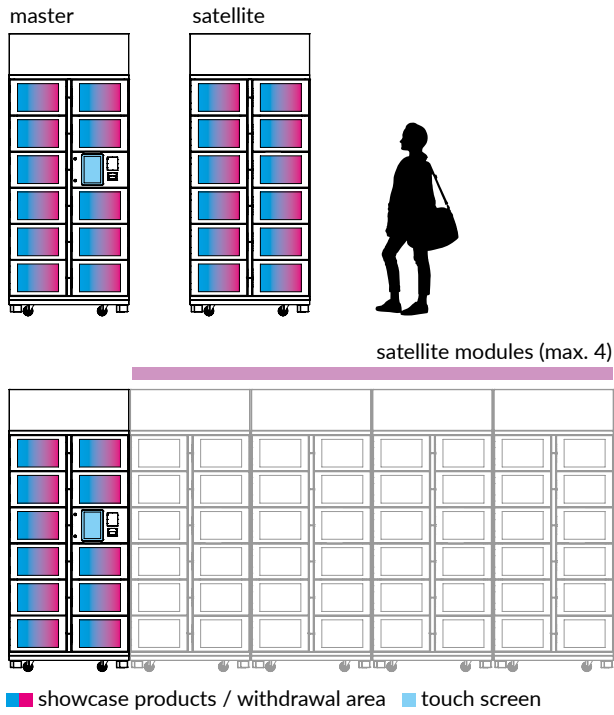 master
satellite
satellite modules (max. 4)
showcase products / withdrawal area
touch screen